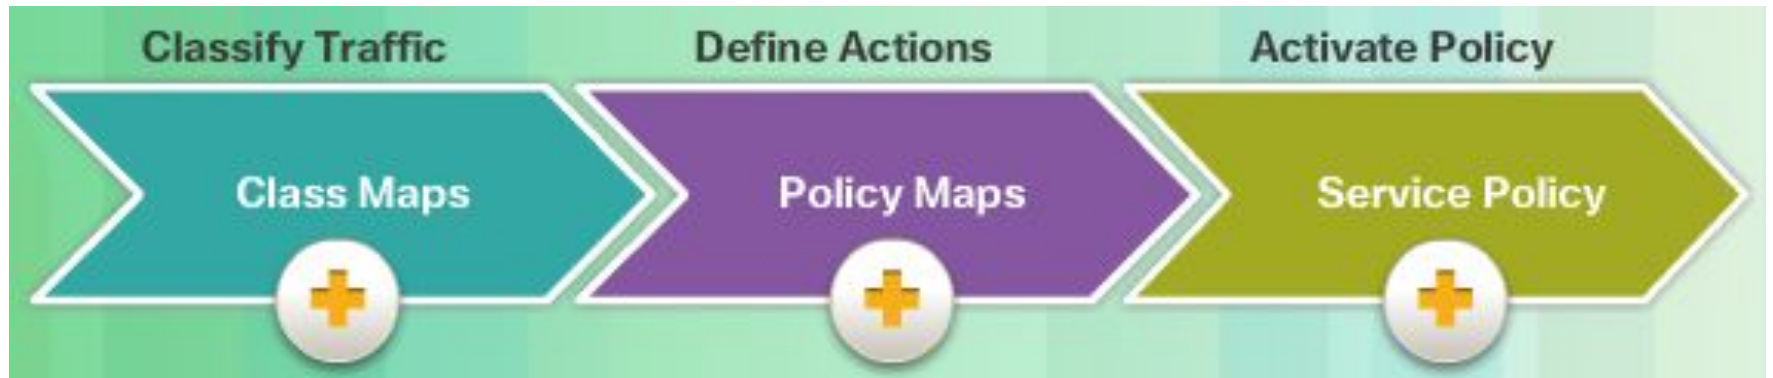 Classify Traffic
Define Actions
Activate Policy
Class Maps
Policy Maps
Service Policy